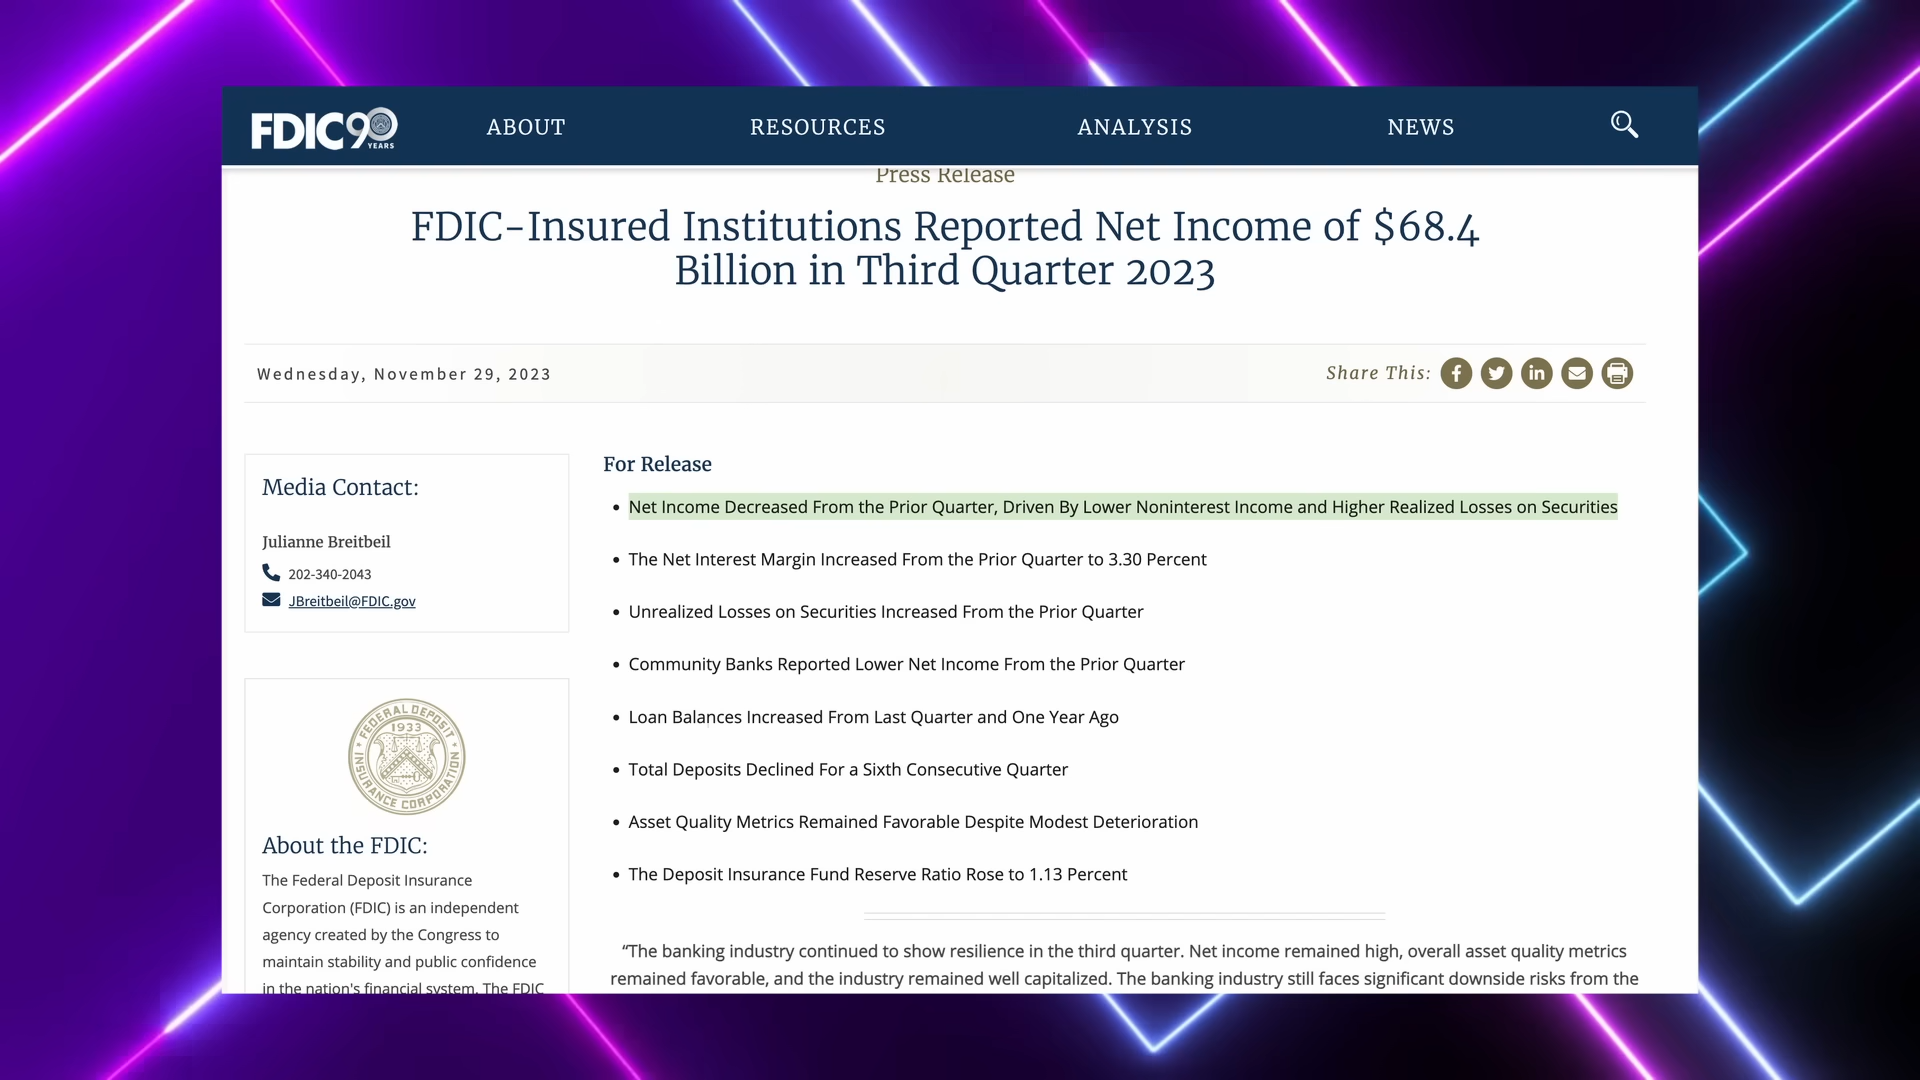 FDIC 90 YEARS
ABOUT
RESOURCES
ANALYSIS
NEWS
Press Release
FDIC-Insured Institutions Reported Net Income of $68.4
Billion in Third Quarter 2023
Wednesday, November 29, 2023
Share This:
Media Contact:
Julianne Breitbeil
202-340-2043
JBreitbeil@FDIC.gov
FEDERAL DEPOSIT INSURANCE CORPORATION
1933
About the FDIC:
The Federal Deposit Insurance
Corporation (FDIC) is an independent
agency created by the Congress to
maintain stability and public confidence
in the nation's financial system. The FDIC
For Release
• Net Income Decreased From the Prior Quarter, Driven By Lower Noninterest Income and Higher Realized Losses on Securities
• The Net Interest Margin Increased From the Prior Quarter to 3.30 Percent
• Unrealized Losses on Securities Increased From the Prior Quarter
• Community Banks Reported Lower Net Income From the Prior Quarter
• Loan Balances Increased From Last Quarter and One Year Ago
• Total Deposits Declined For a Sixth Consecutive Quarter
• Asset Quality Metrics Remained Favorable Despite Modest Deterioration
• The Deposit Insurance Fund Reserve Ratio Rose to 1.13 Percent
“The banking industry continued to show resilience in the third quarter. Net income remained high, overall asset quality metrics
remained favorable, and the industry remained well capitalized. The banking industry still faces significant downside risks from the